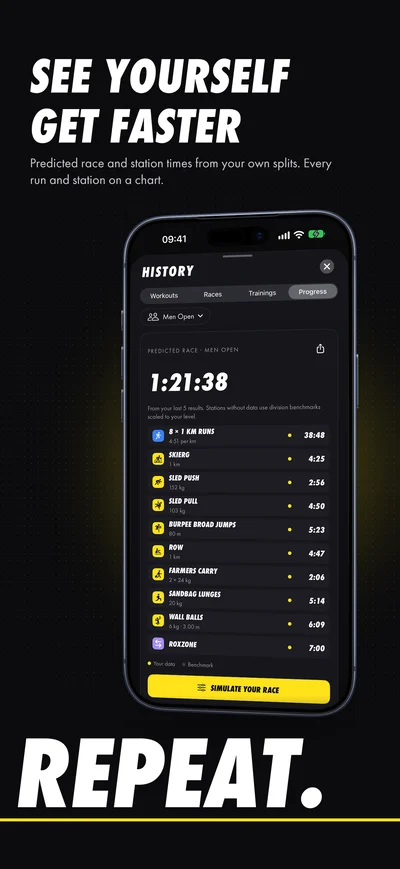 SEE YOURSELF
GET FASTER
Predicted race and station times from your own splits. Every
run and station on a chart.
09:41
HISTORY
Workouts Races Trainings Progress
Men Open
PREDICTED RACE · MEN OPEN
1:21:38
From your last 5 results. Stations without data use division benchmarks
scaled to your level.
8 × 1 KM RUNS 38:48
4:51 per km
SKIERG 4:25
1 km
SLED PUSH 2:56
152 kg
SLED PULL 4:50
103 kg
BURPEE BROAD JUMPS 5:23
80 m
ROW 4:47
1 km
FARMERS CARRY 2:06
2 × 24 kg
SANDBAG LUNGES 5:14
20 kg
WALL BALLS 6:09
6 kg · 3.00 m
ROXZONE 7:00
Your data Benchmark
SIMULATE YOUR RACE
REPEAT.